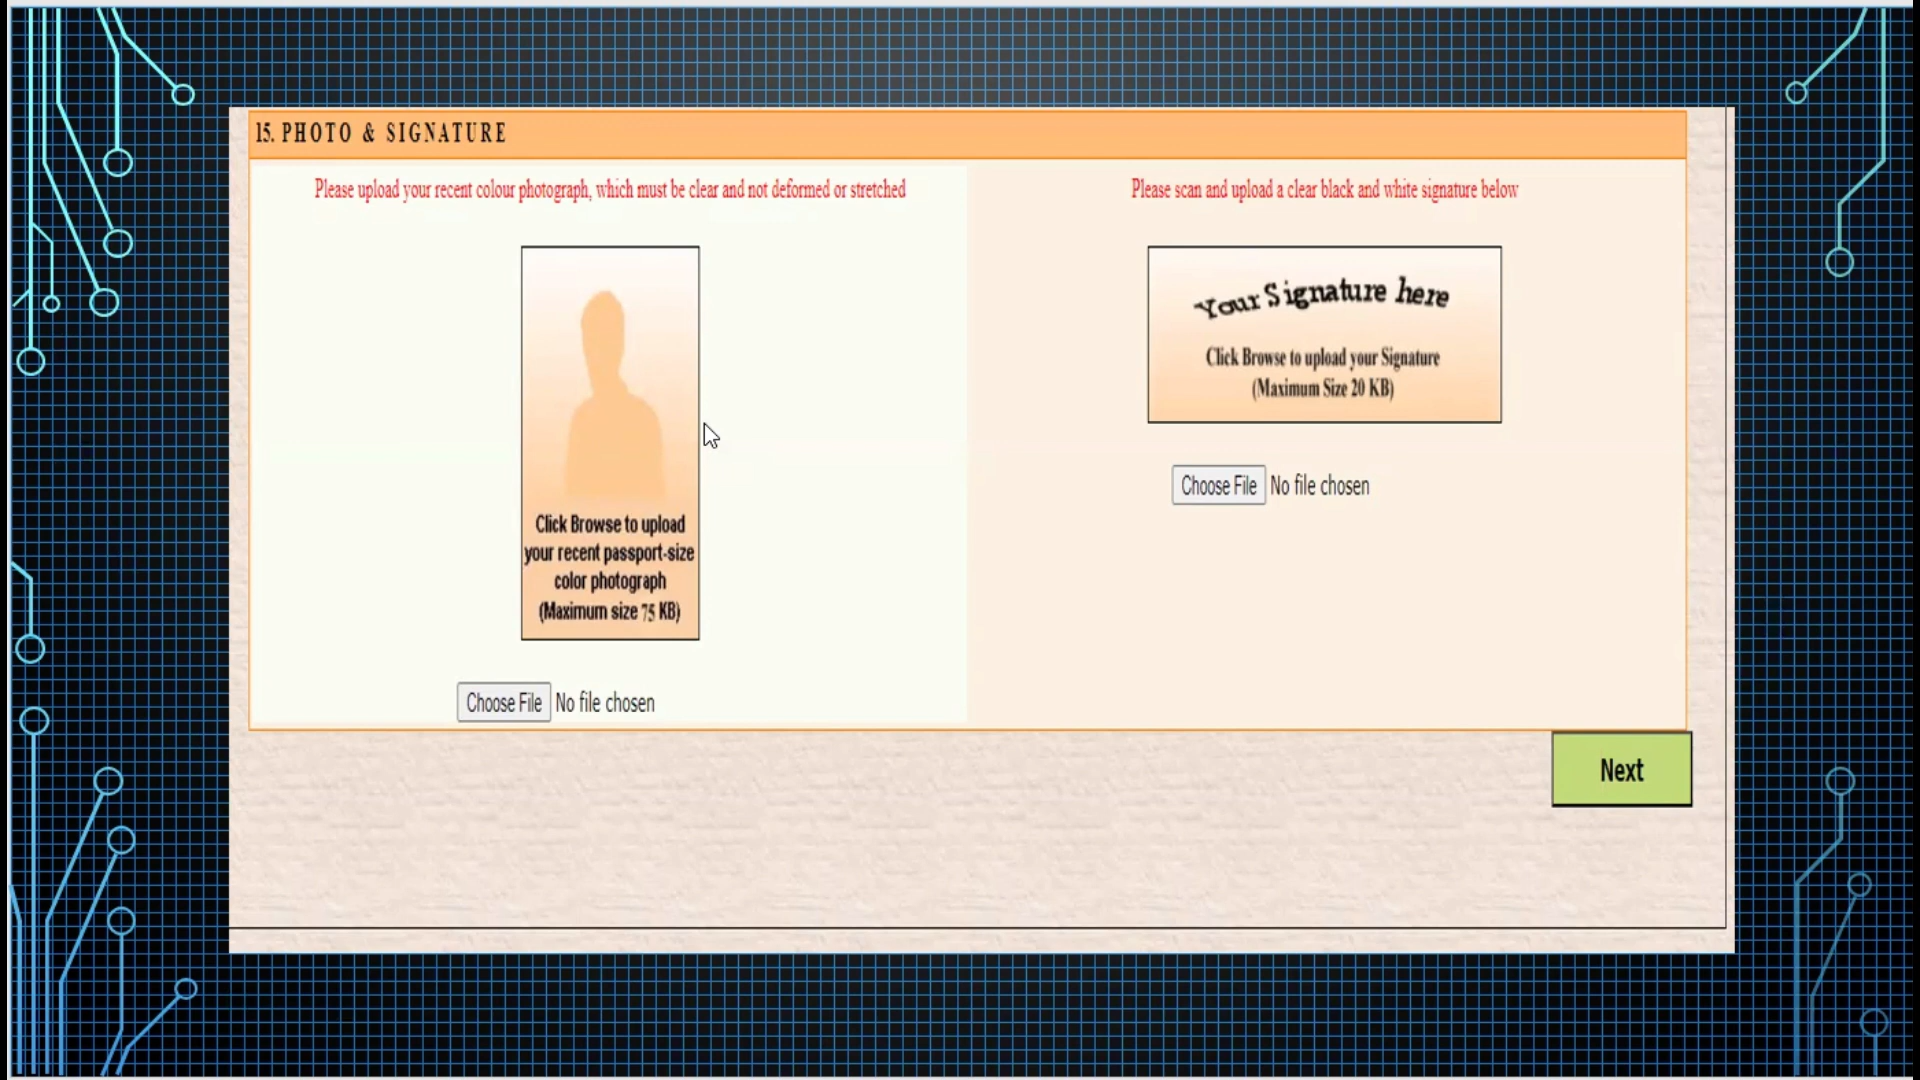 15. PHOTO & SIGNATURE
Please upload your recent colour photograph, which must be clear and not deformed or stretched
Click Browse to upload
your recent passport-size
color photograph
(Maximum size 75 KB)
Choose File No file chosen
Please scan and upload a clear black and white signature below
Your Signature here
Click Browse to upload your Signature
(Maximum Size 20 KB)
Choose File No file chosen
Next